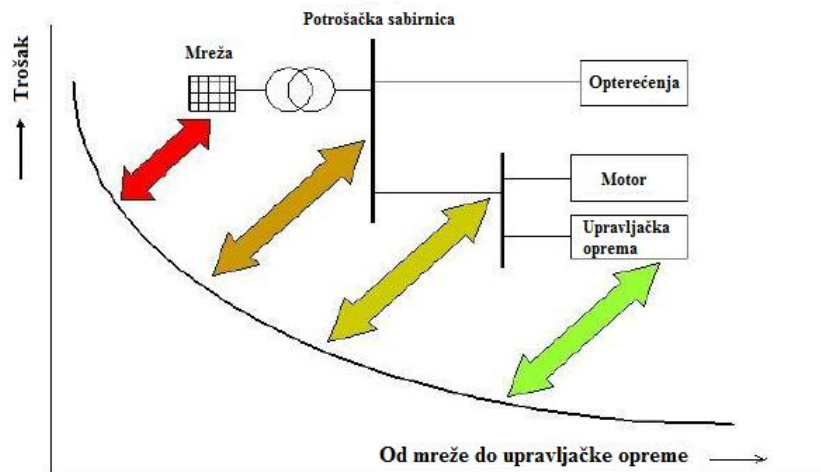 Potrošačka sabirnica
Mreža
Trošak
Opterećenja
Motor
Upravljačka
oprema
Od mreže do upravljačke opreme